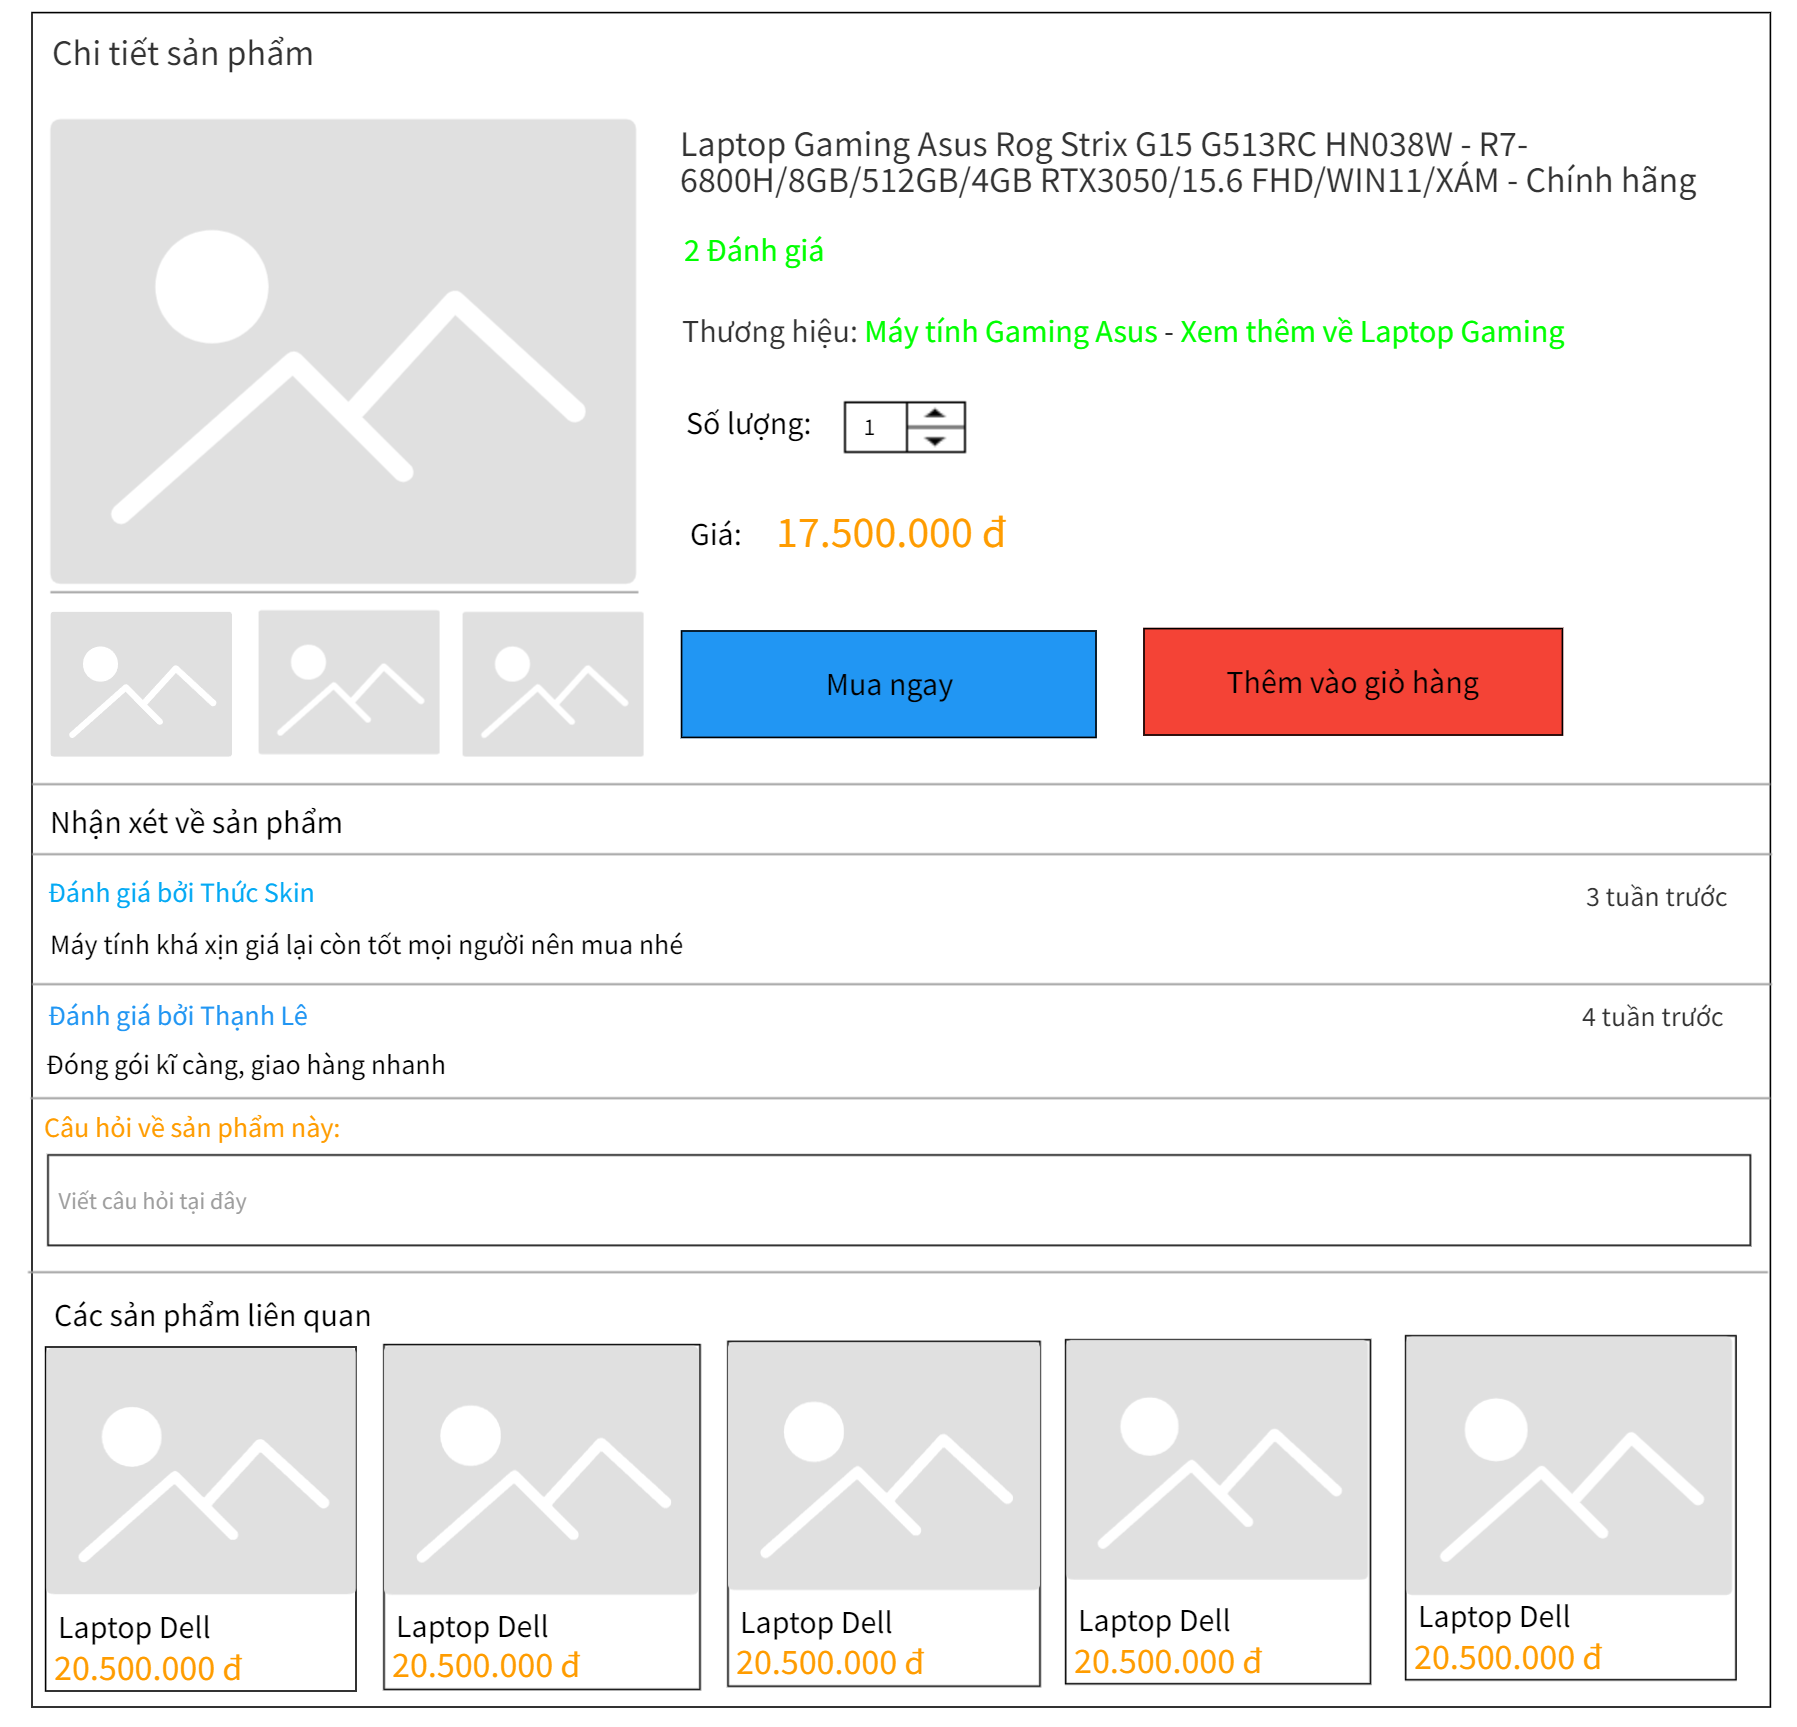 Chi tiết sản phẩm
Laptop Gaming Asus Rog Strix G15 G513RC HN038W - R7-
6800H/8GB/512GB/4GB RTX3050/15.6 FHD/WIN11/XÁM - Chính hãng
2 Đánh giá
Thương hiệu: Máy tính Gaming Asus - Xem thêm về Laptop Gaming
Số lượng: 1
Giá: 17.500.000 đ
Mua ngay
Thêm vào giỏ hàng
Nhận xét về sản phẩm
Đánh giá bởi Thức Skin
3 tuần trước
Máy tính khá xịn giá lại còn tốt mọi người nên mua nhé
Đánh giá bởi Thạnh Lê
4 tuần trước
Đóng gói kĩ càng, giao hàng nhanh
Câu hỏi về sản phẩm này:
Viết câu hỏi tại đây
Các sản phẩm liên quan
Laptop Dell
20.500.000 đ
Laptop Dell
20.500.000 đ
Laptop Dell
20.500.000 đ
Laptop Dell
20.500.000 đ
Laptop Dell
20.500.000 đ